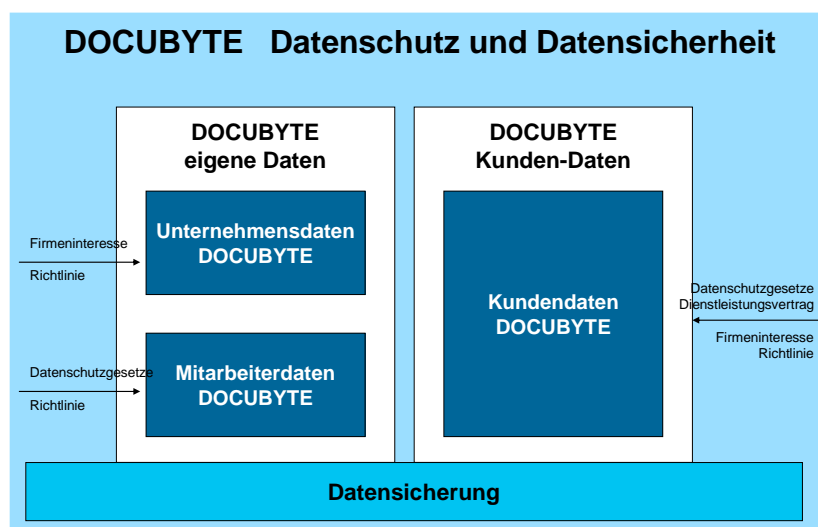 DOCUBYTE Datenschutz und Datensicherheit
DOCUBYTE
eigene Daten
Unternehmensdaten
DOCUBYTE
Firmeninteresse
Richtlinie
Mitarbeiterdaten
DOCUBYTE
Datenschutzgesetze
Richtlinie
DOCUBYTE
Kunden-Daten
Kundendaten
DOCUBYTE
Datenschutzgesetze
Dienstleistungsvertrag
Firmeninteresse
Richtlinie
Datensicherung